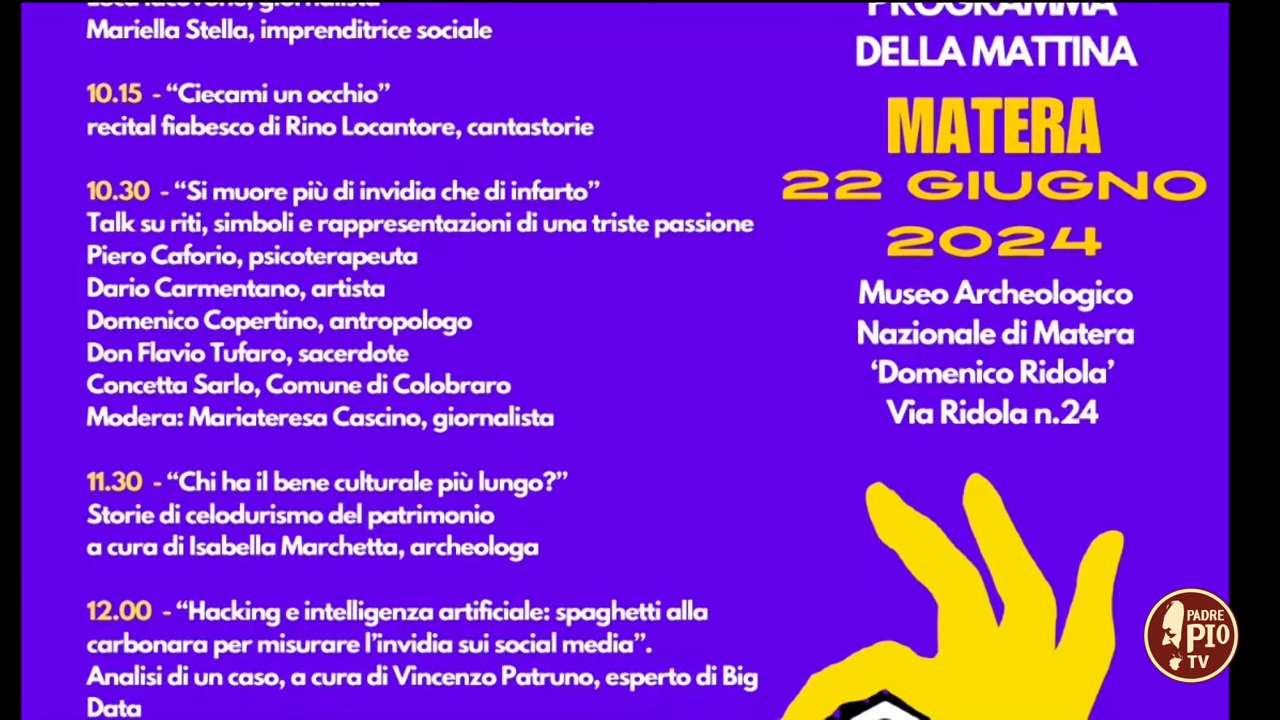 Luca Iacovone, giornalista
Mariella Stella, imprenditrice sociale
10.15 - “Ciecami un occhio”
recital fiabesco di Rino Locantore, cantastorie
10.30 - “Si muore più di invidia che di infarto”
Talk su riti, simboli e rappresentazioni di una triste passione
Piero Caforio, psicoterapeuta
Dario Carmentano, artista
Domenico Copertino, antropologo
Don Flavio Tufaro, sacerdote
Concetta Sarlo, Comune di Colobraro
Modera: Mariateresa Cascino, giornalista
11.30 - “Chi ha il bene culturale più lungo?”
Storie di celodurismo del patrimonio
a cura di Isabella Marchetta, archeologa
12.00 - “Hacking e intelligenza artificiale: spaghetti alla
carbonara per misurare l’invidia sui social media”.
Analisi di un caso, a cura di Vincenzo Patruno, esperto di Big
Data
PROGRAMMA
DELLA MATTINA
MATERA
22 GIUGNO
2024
Museo Archeologico
Nazionale di Matera
‘Domenico Ridola’
Via Ridola n.24
PADRE
PIO
TV